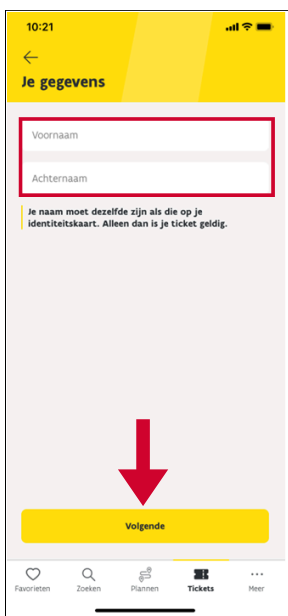 10:21
Je gegevens
Voornaam
Achternaam
Je naam moet dezelfde zijn als die op je
identiteitskaart. Alleen dan is je ticket geldig.
Volgende
Favorieten Zoeken Plannen Tickets Meer